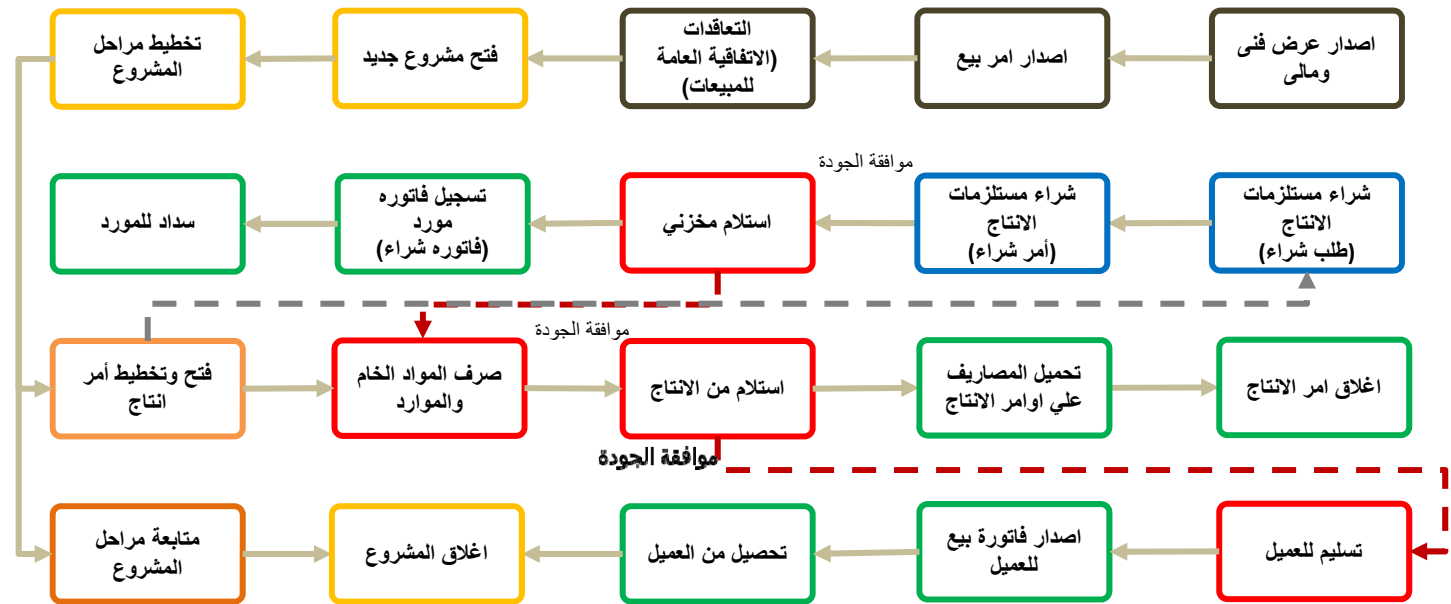 اصدار عرض فنى
ومالى
اصدار امر بيع
التعاقدات
(الاتفاقية العامة
للمبيعات)
فتح مشروع جديد
تخطيط مراحل
المشروع
موافقة الجودة
شراء مستلزمات
الانتاج
(طلب شراء)
شراء مستلزمات
الانتاج
(أمر شراء)
استلام مخزني
تسجيل فاتوره
مورد
(فاتوره شراء)
سداد للمورد
موافقة الجودة
فتح وتخطيط أمر
انتاج
صرف المواد الخام
والموارد
استلام من الانتاج
تحميل المصاريف
علي اوامر الانتاج
اغلاق امر الانتاج
موافقة الجودة
تسليم للعميل
اصدار فاتورة بيع
للعميل
تحصيل من العميل
اغلاق المشروع
متابعة مراحل
المشروع